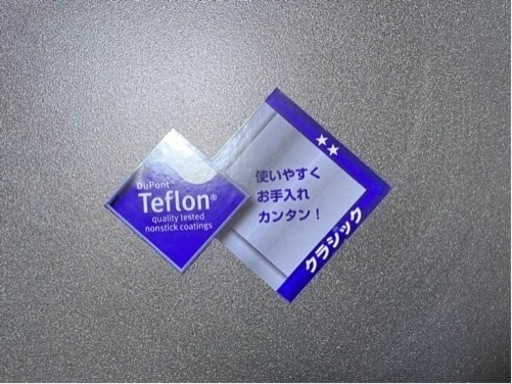 DuPont™
Teflon®
quality tested
nonstick coatings
★★
使いやすく
お手入れ
カンタン！
クラシック